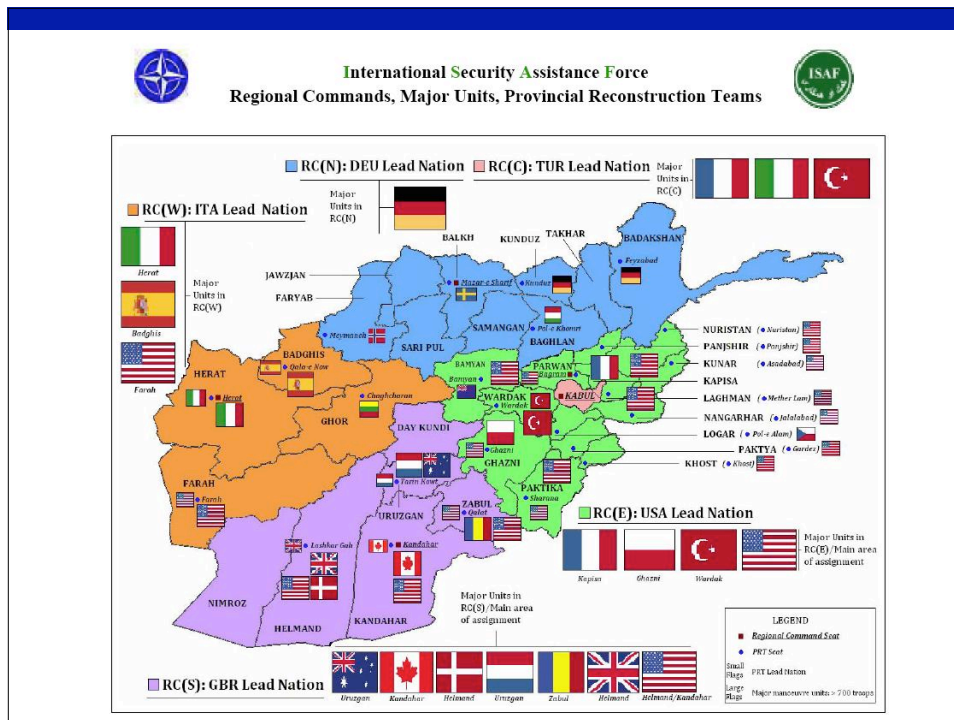 International Security Assistance Force
Regional Commands, Major Units, Provincial Reconstruction Teams
ISAF
RC(N): DEU Lead Nation
RC(C): TUR Lead Nation
Major
Units in
RC(C)
Major
Units in
RC(N)
RC(W): ITA Lead Nation
Herat
Major
Units in
RC(W)
Badghis
Farah
JAWZJAN
FARYAB
BALKH
KUNDUZ
TAKHAR
BADAKSHAN
Feyzabad
Mazar-e Sharif
Kunduz
Meymaneh
SARI PUL
SAMANGAN
Pol-e Khomri
BAGHLAN
HERAT
Herat
BADGHIS
Qala-e Naw
Chaghcharan
GHOR
FARAH
Farah
BAMYAN
Bamyan
PARWAN
Bagram
WARDAK
Wardak
KABUL
NURISTAN (Nuristan)
PANJSHIR (Panjshir)
KUNAR (Asadabad)
KAPISA
LAGHMAN (Mether Lam)
NANGARHAR (Jalalabad)
LOGAR (Pol-e Alam)
PAKTYA (Gardez)
KHOST (Khost)
DAY KUNDI
Ghazni
GHAZNI
PAKTIKA
Sharana
Tarin Kowt
URUZGAN
ZABUL
Qalat
Lashkar Gah
Kandahar
NIMROZ
HELMAND
KANDAHAR
RC(E): USA Lead Nation
Kapisa
Ghazni
Wardak
Major Units in
RC(E)/Main area
of assignment
Major Units in
RC(S)/Main area
of assignment
RC(S): GBR Lead Nation
Uruzgan
Kandahar
Helmand
Uruzgan
Zabul
Helmand
Helmand/Kandahar
LEGEND
Regional Command Seat
PRT Seat
Small
Flags
PRT Lead Nation
Large
Flags
Major manoeuvre units > 700 troops